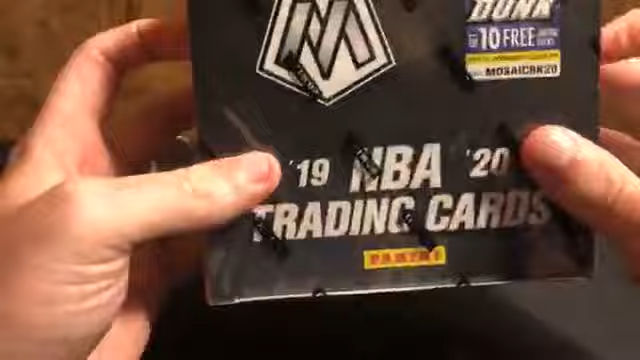 M
DUNK
10 FREE
MOSAICBK20
'19 NBA '20
TRADING CARDS
PANINI